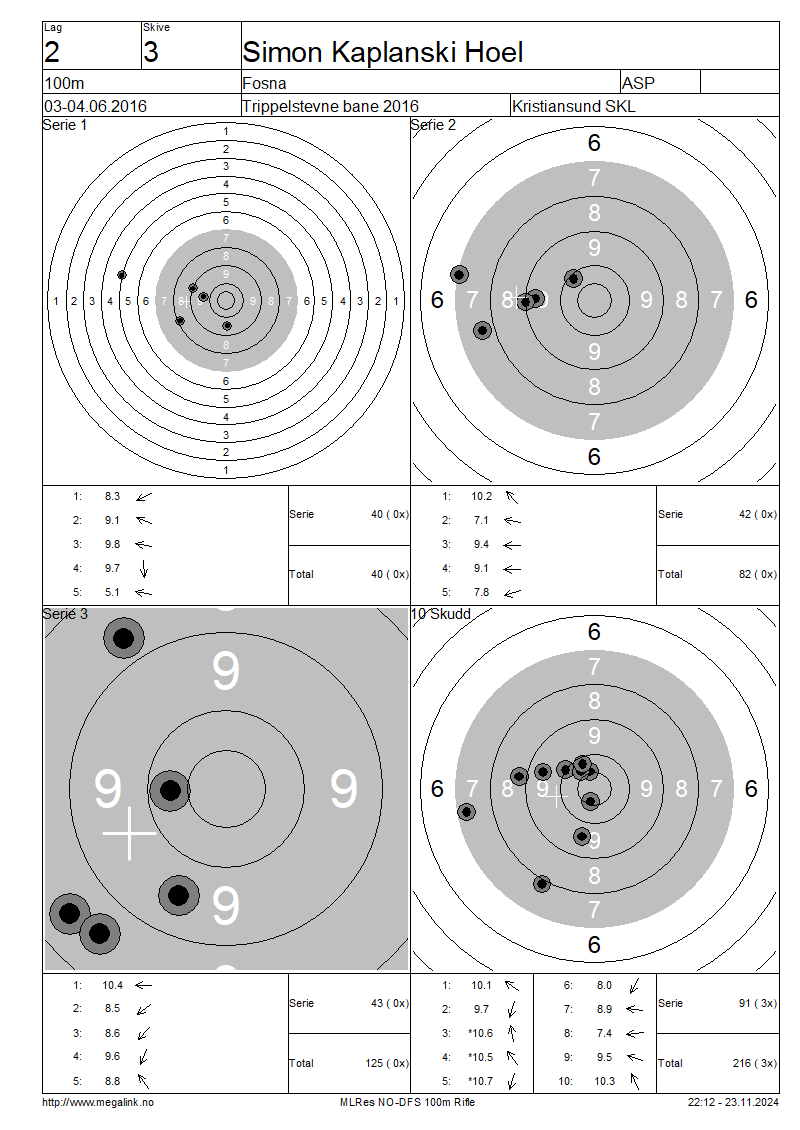 Lag
Skive
2
3
Simon Kaplanski Hoel
100m
Fosna
ASP
03-04.06.2016
Trippelstevne bane 2016
Kristiansund SKL
Serie 1
1
2
3
4
5
6
7
8
9
1 2 3 4 5 6 7 8 9 8 7 6 5 4 3 2 1
8
7
6
5
4
3
2
1
Serie 2
6
7
8
9
6 7 8 9 9 8 7 6
9
8
7
6
1: 8.3
2: 9.1
3: 9.8
4: 9.7
5: 5.1
Serie 40 ( 0x)
Total 40 ( 0x)
1: 10.2
2: 7.1
3: 9.4
4: 9.1
5: 7.8
Serie 42 ( 0x)
Total 82 ( 0x)
Serie 3
9
9 9
9
10 Skudd
6
7
8
9
6 7 8 9 9 8 7 6
9
8
7
6
1: 10.4
2: 8.5
3: 8.6
4: 9.6
5: 8.8
Serie 43 ( 0x)
Total 125 ( 0x)
1: 10.1 6: 8.0
2: 9.7 7: 8.9
3: *10.6 8: 7.4
4: *10.5 9: 9.5
5: *10.7 10: 10.3
Serie 91 ( 3x)
Total 216 ( 3x)
http://www.megalink.no
MLRes NO-DFS 100m Rifle
22:12 - 23.11.2024